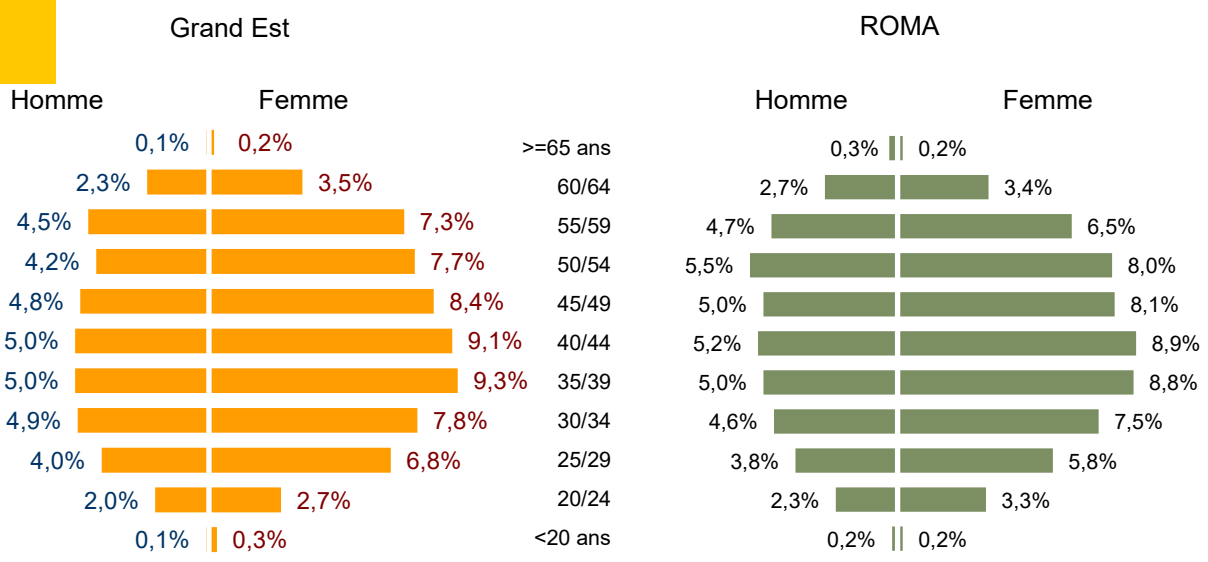 Grand Est ROMA
Homme Femme Homme Femme
0,1% 0,2% >=65 ans 0,3% 0,2%
2,3% 3,5% 60/64 2,7% 3,4%
4,5% 7,3% 55/59 4,7% 6,5%
4,2% 7,7% 50/54 5,5% 8,0%
4,8% 8,4% 45/49 5,0% 8,1%
5,0% 9,1% 40/44 5,2% 8,9%
5,0% 9,3% 35/39 5,0% 8,8%
4,9% 7,8% 30/34 4,6% 7,5%
4,0% 6,8% 25/29 3,8% 5,8%
2,0% 2,7% 20/24 2,3% 3,3%
0,1% 0,3% <20 ans 0,2% 0,2%